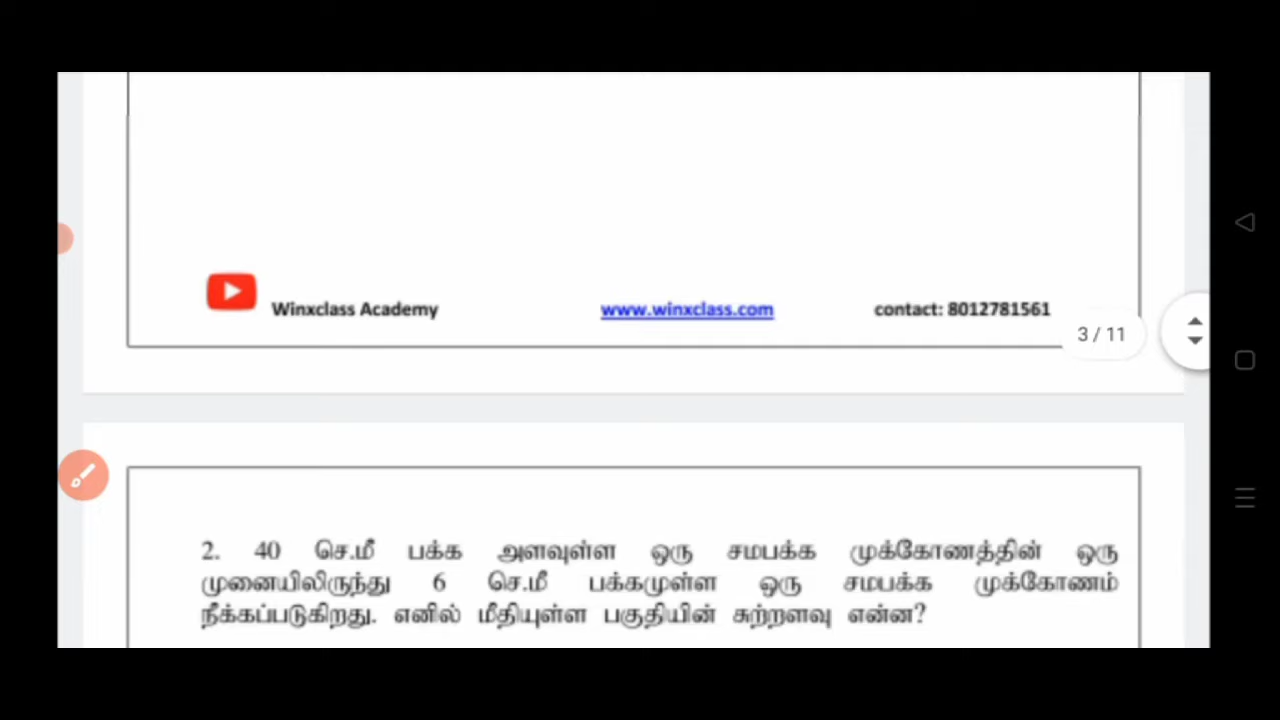 Winxclass Academy www.winxclass.com contact: 8012781561
3 / 11
2. 40 செ.மீ பக்க அளவுள்ள ஒரு சமபக்க முக்கோணத்தின் ஒரு
முனையிலிருந்து 6 செ.மீ பக்கமுள்ள ஒரு சமபக்க முக்கோணம்
நீக்கப்படுகிறது. எனில் மீதியுள்ள பகுதியின் சுற்றளவு என்ன?